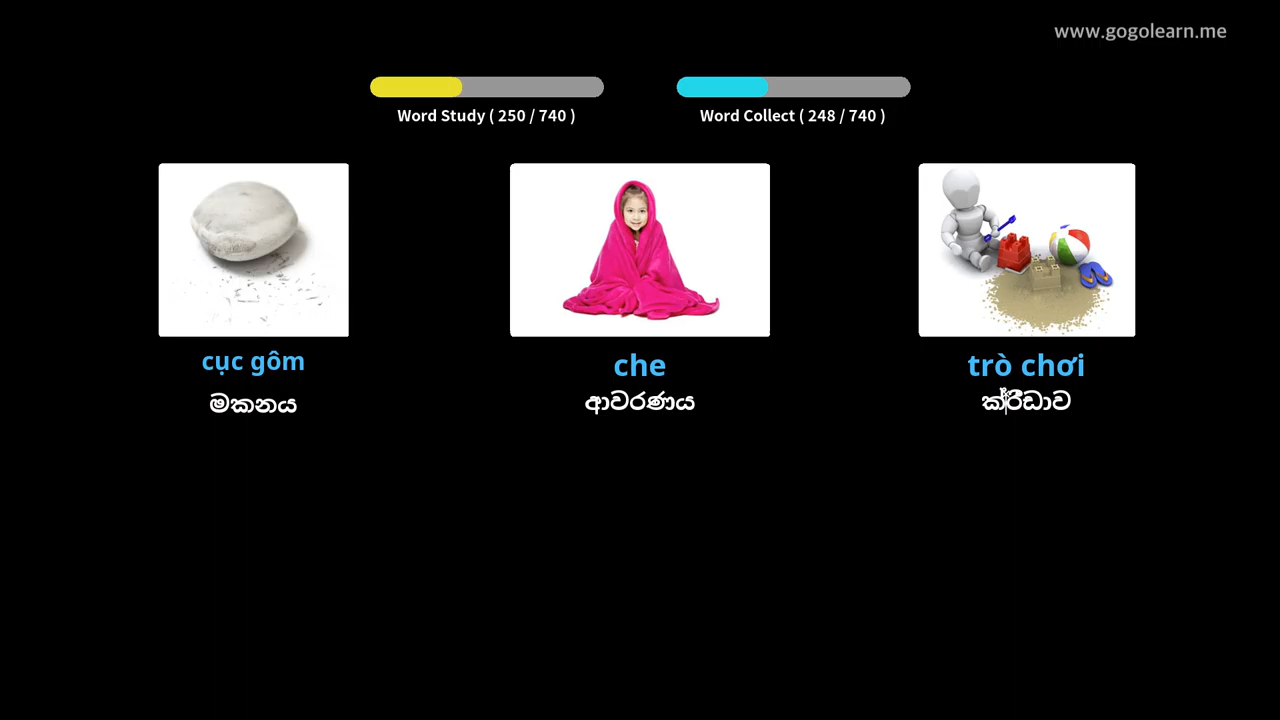 www.gogolearn.me
Word Study ( 250 / 740 )
Word Collect ( 248 / 740 )
cục gôm
මකනය
che
ආවරණය
trò chơi
ක්‍රීඩාව